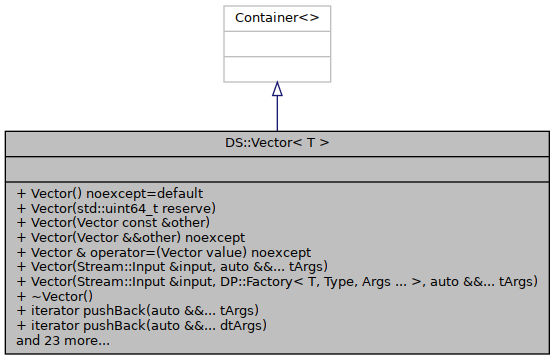 Container<>
DS::Vector< T >
+ Vector() noexcept=default
+ Vector(std::uint64_t reserve)
+ Vector(Vector const &other)
+ Vector(Vector &&other) noexcept
+ Vector & operator=(Vector value) noexcept
+ Vector(Stream::Input &input, auto &&... tArgs)
+ Vector(Stream::Input &input, DP::Factory< T, Type, Args ... >, auto &&... tArgs)
+ ~Vector()
+ iterator pushBack(auto &&... tArgs)
+ iterator pushBack(auto &&... dtArgs)
and 23 more...